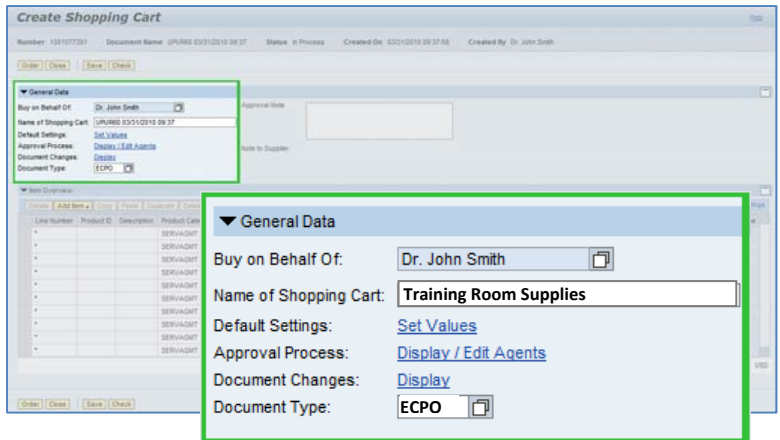 Create Shopping Cart
Help
Number 1001077391 Document Name UPUR60 03/31/2010 09:37 Status In Process Created On 03/31/2010 09:37:58 Created By Dr. John Smith
Order Close Save Check
General Data
Buy on Behalf Of: Dr. John Smith
Name of Shopping Cart: UPUR60 03/31/2010 09:37
Default Settings: Set Values
Approval Process: Display / Edit Agents
Document Changes: Display
Document Type: ECPO
Approval Note
Note to Supplier
Item Overview
Details Add Item Copy Paste Duplicate Delete
Line Number Product ID Description Product Cate
SERVAGMT
SERVAGMT
SERVAGMT
SERVAGMT
SERVAGMT
SERVAGMT
SERVAGMT
SERVAGMT
SERVAGMT
SERVAGMT
USD
Order Close Save Check
General Data
Buy on Behalf Of: Dr. John Smith
Name of Shopping Cart: Training Room Supplies
Default Settings: Set Values
Approval Process: Display / Edit Agents
Document Changes: Display
Document Type: ECPO